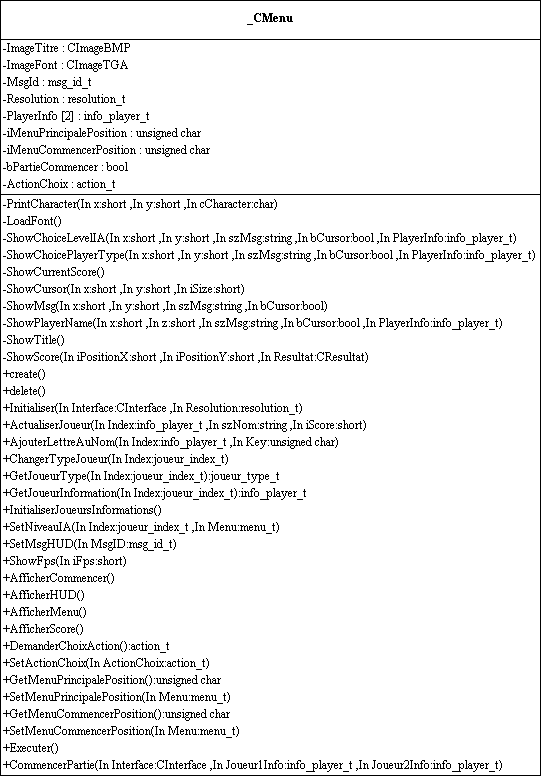 _CMenu
-ImageTitre : CImageBMP
-ImageFont : CImageTGA
-MsgId : msg_id_t
-Resolution : resolution_t
-PlayerInfo [2] : info_player_t
-iMenuPrincipalePosition : unsigned char
-iMenuCommencerPosition : unsigned char
-bPartieCommencer : bool
-ActionChoix : action_t
-PrintCharacter(In x:short ,In y:short ,In cCharacter:char)
-LoadFont()
-ShowChoiceLevelIA(In x:short ,In y:short ,In szMsg:string ,In bCursor:bool ,In PlayerInfo:info_player_t)
-ShowChoicePlayerType(In x:short ,In y:short ,In szMsg:string ,In bCursor:bool ,In PlayerInfo:info_player_t)
-ShowCurrentScore()
-ShowCursor(In x:short ,In y:short ,In iSize:short)
-ShowMsg(In x:short ,In y:short ,In szMsg:string ,In bCursor:bool)
-ShowPlayerName(In x:short ,In z:short ,In szMsg:string ,In bCursor:bool ,In PlayerInfo:info_player_t)
-ShowTitle()
-ShowScore(In iPositionX:short ,In iPositionY:short ,In Resultat:CResultat)
+create()
+delete()
+Initialiser(In Interface:CInterface ,In Resolution:resolution_t)
+ActualiserJoueur(In Index:info_player_t ,In szNom:string ,In iScore:short)
+AjouterLettreAuNom(In Index:info_player_t ,In Key:unsigned char)
+ChangerTypeJoueur(In Index:joueur_index_t)
+GetJoueurType(In Index:joueur_index_t):joueur_type_t
+GetJoueurInformation(In Index:joueur_index_t):info_player_t
+InitialiserJoueursInformations()
+SetNiveauIA(In Index:joueur_index_t ,In Menu:menu_t)
+SetMsgHUD(In MsgID:msg_id_t)
+ShowFps(In iFps:short)
+AfficherCommencer()
+AfficherHUD()
+AfficherMenu()
+AfficherScore()
+DemanderChoixAction():action_t
+SetActionChoix(In ActionChoix:action_t)
+GetMenuPrincipalePosition():unsigned char
+SetMenuPrincipalePosition(In Menu:menu_t)
+GetMenuCommencerPosition():unsigned char
+SetMenuCommencerPosition(In Menu:menu_t)
+Executer()
+CommencerPartie(In Interface:CInterface ,In Joueur1Info:info_player_t ,In Joueur2Info:info_player_t)